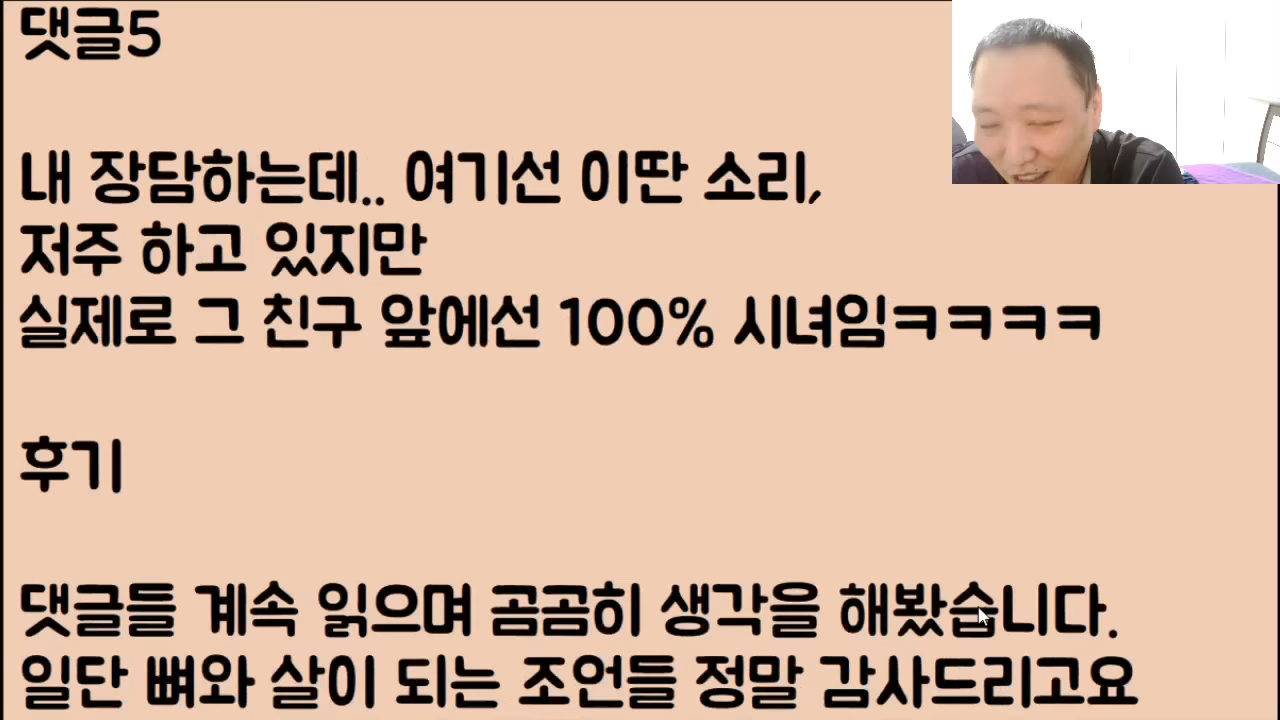 댓글5
내 장담하는데.. 여기선 이딴 소리,
저주 하고 있지만
실제로 그 친구 앞에선 100% 시녀임ㅋㅋㅋㅋ
후기
댓글들 계속 읽으며 곰곰히 생각을 해봤습니다.
일단 뼈와 살이 되는 조언들 정말 감사드리고요